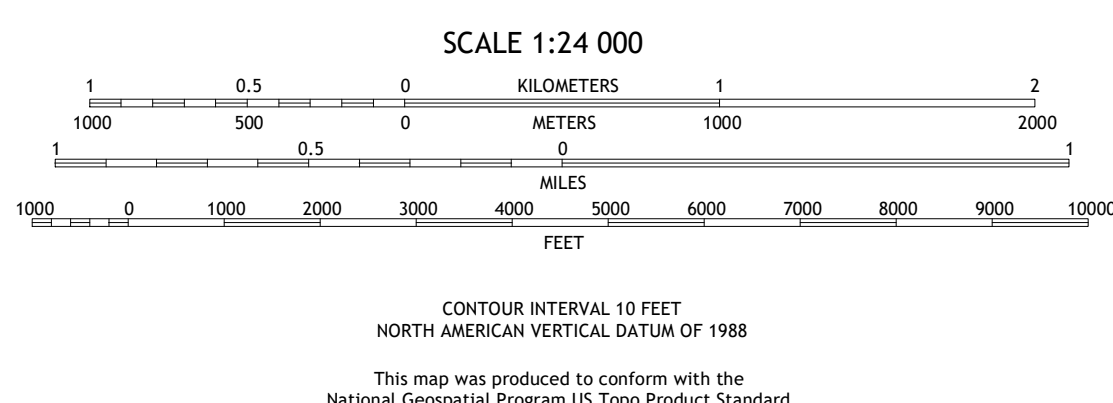 SCALE 1:24 000
1 0.5 0 KILOMETERS 1 2
1000 500 0 METERS 1000 2000
1 0.5 0 1
MILES
1000 0 1000 2000 3000 4000 5000 6000 7000 8000 9000 10000
FEET
CONTOUR INTERVAL 10 FEET
NORTH AMERICAN VERTICAL DATUM OF 1988
This map was produced to conform with the
National Geospatial Program US Topo Product Standard